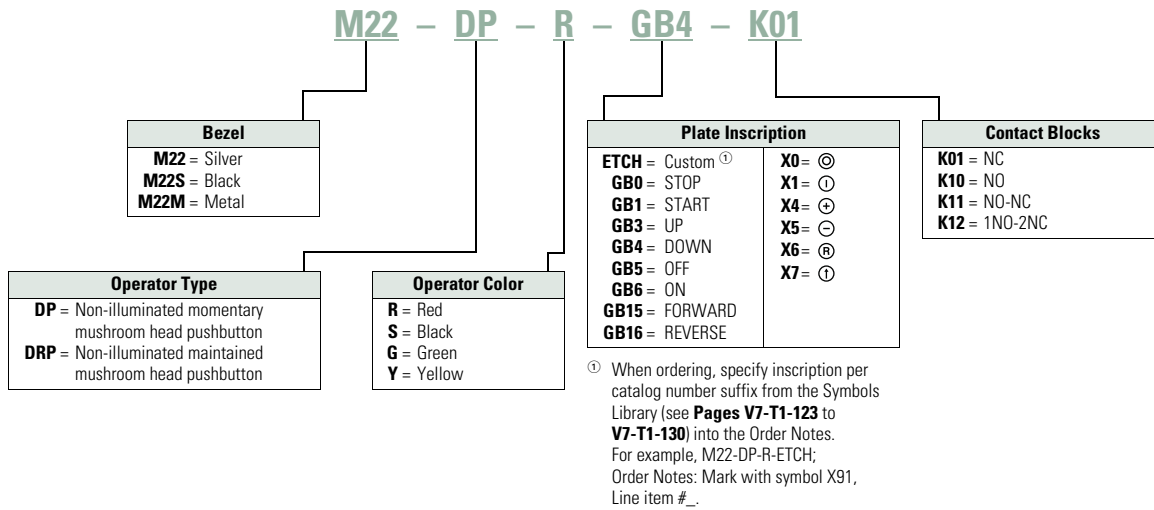 M22 – DP – R – GB4 – K01
Bezel
M22 = Silver
M22S = Black
M22M = Metal
Operator Type
DP = Non-illuminated momentary
mushroom head pushbutton
DRP = Non-illuminated maintained
mushroom head pushbutton
Operator Color
R = Red
S = Black
G = Green
Y = Yellow
Plate Inscription
ETCH = Custom ①
GB0 = STOP
GB1 = START
GB3 = UP
GB4 = DOWN
GB5 = OFF
GB6 = ON
GB15 = FORWARD
GB16 = REVERSE
X0 = ◎
X1 = ⏼
X4 = ⊕
X5 = ⊖
X6 = Ⓡ
X7 = ⓛ
① When ordering, specify inscription per
catalog number suffix from the Symbols
Library (see Pages V7-T1-123 to
V7-T1-130) into the Order Notes.
For example, M22-DP-R-ETCH;
Order Notes: Mark with symbol X91,
Line item #_.
Contact Blocks
K01 = NC
K10 = NO
K11 = NO-NC
K12 = 1NO-2NC